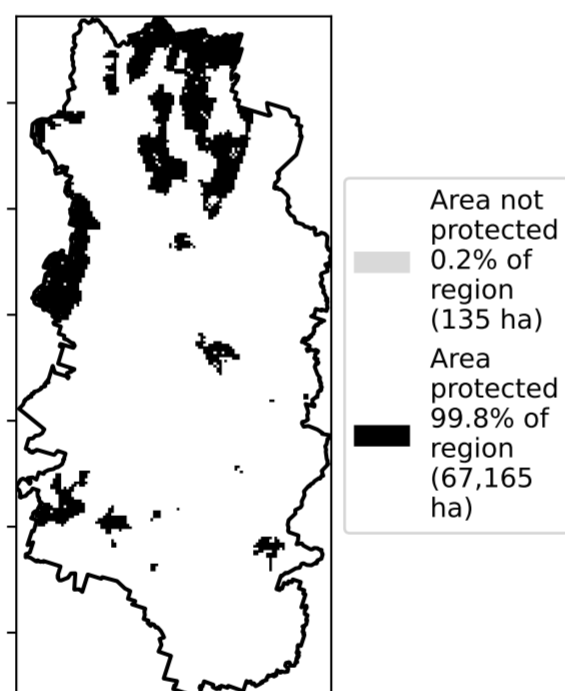 Area not
protected
0.2% of
region
(135 ha)
Area
protected
99.8% of
region
(67,165
ha)